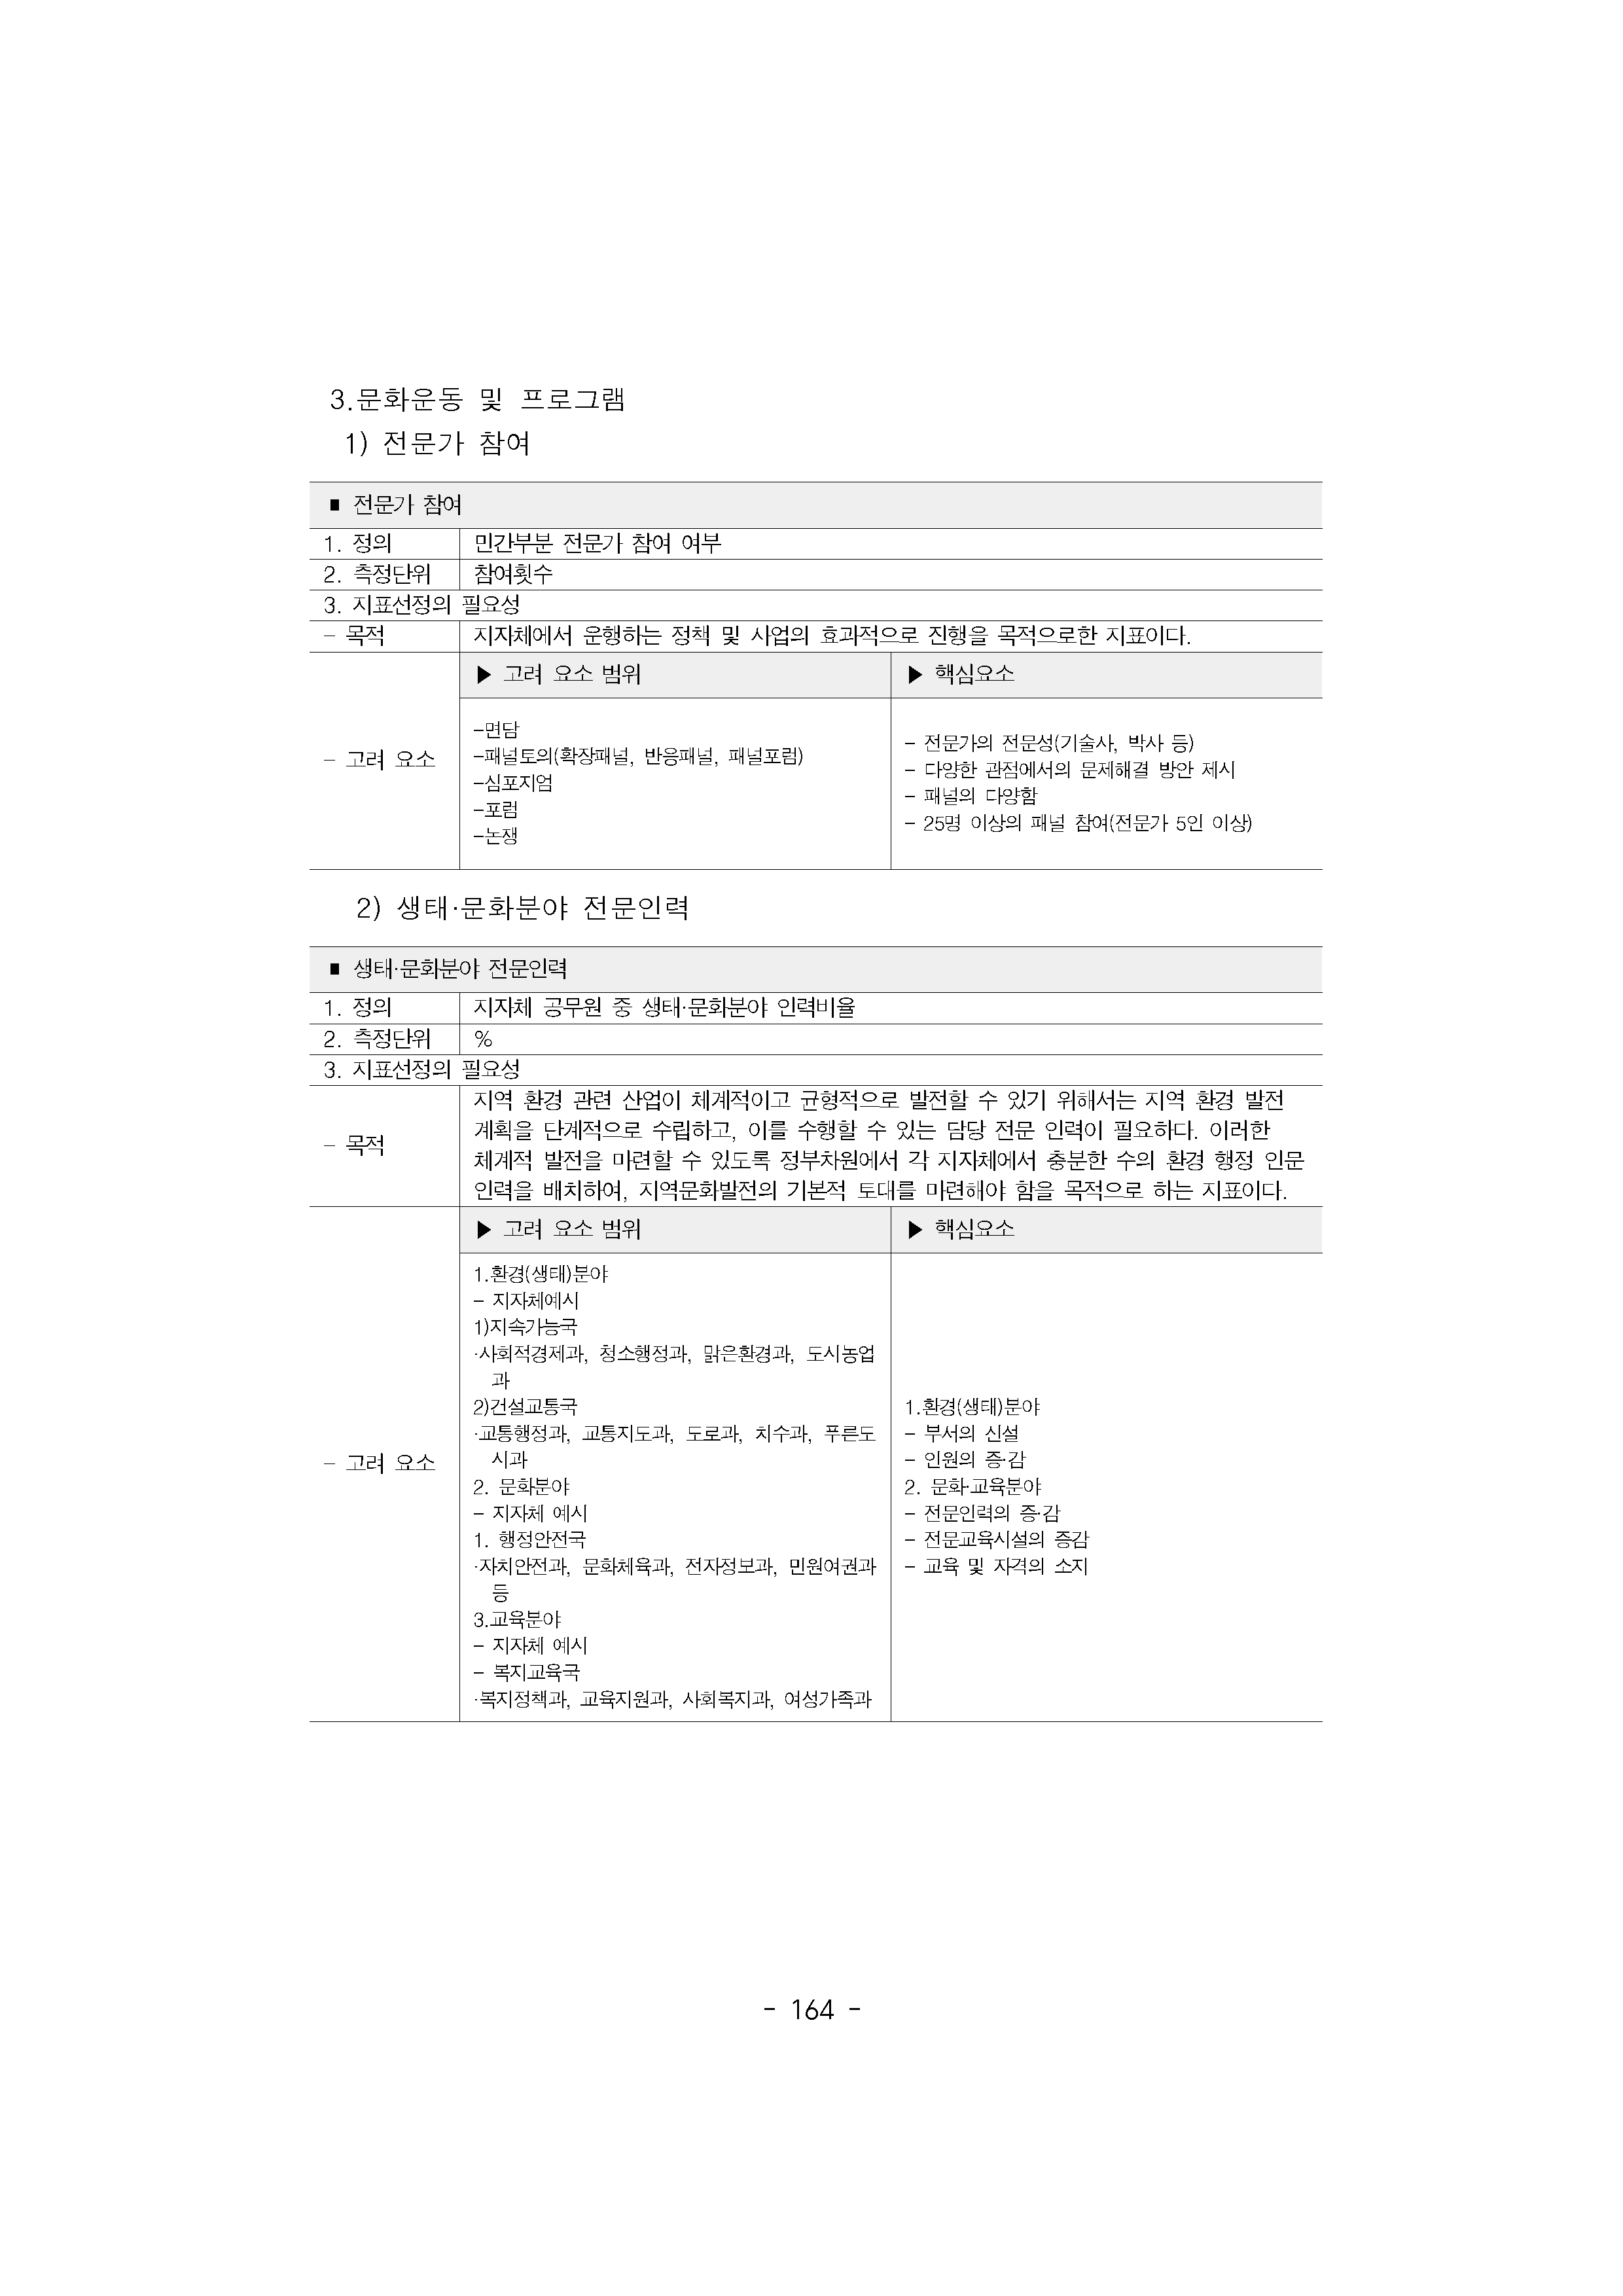 3.문화운동 및 프로그램
1) 전문가 참여
■ 전문가 참여
1. 정의 민간부분 전문가 참여 여부
2. 측정단위 참여횟수
3. 지표선정의 필요성
- 목적 지자체에서 운행하는 정책 및 사업의 효과적으로 진행을 목적으로한 지표이다.
▶ 고려 요소 범위 ▶ 핵심요소
- 고려 요소
-면담
-패널토의(확장패널, 반응패널, 패널포럼)
-심포지엄
-포럼
-논쟁
- 전문가의 전문성(기술사, 박사 등)
- 다양한 관점에서의 문제해결 방안 제시
- 패널의 다양함
- 25명 이상의 패널 참여(전문가 5인 이상)
2) 생태·문화분야 전문인력
■ 생태·문화분야 전문인력
1. 정의 지자체 공무원 중 생태·문화분야 인력비율
2. 측정단위 %
3. 지표선정의 필요성
- 목적
지역 환경 관련 산업이 체계적이고 균형적으로 발전할 수 있기 위해서는 지역 환경 발전
계획을 단계적으로 수립하고, 이를 수행할 수 있는 담당 전문 인력이 필요하다. 이러한
체계적 발전을 마련할 수 있도록 정부차원에서 각 지자체에서 충분한 수의 환경 행정 인문
인력을 배치하여, 지역문화발전의 기본적 토대를 마련해야 함을 목적으로 하는 지표이다.
▶ 고려 요소 범위 ▶ 핵심요소
- 고려 요소
1.환경(생태)분야
- 지자체예시
1)지속가능국
·사회적경제과, 청소행정과, 맑은환경과, 도시농업
과
2)건설교통국
·교통행정과, 교통지도과, 도로과, 치수과, 푸른도
시과
2. 문화분야
- 지자체 예시
1. 행정안전국
·자치안전과, 문화체육과, 전자정보과, 민원여권과
등
3.교육분야
- 지자체 예시
- 복지교육국
·복지정책과, 교육지원과, 사회복지과, 여성가족과
1.환경(생태)분야
- 부서의 신설
- 인원의 증·감
2. 문화·교육분야
- 전문인력의 증·감
- 전문교육시설의 증감
- 교육 및 자격의 소지
- 164 -